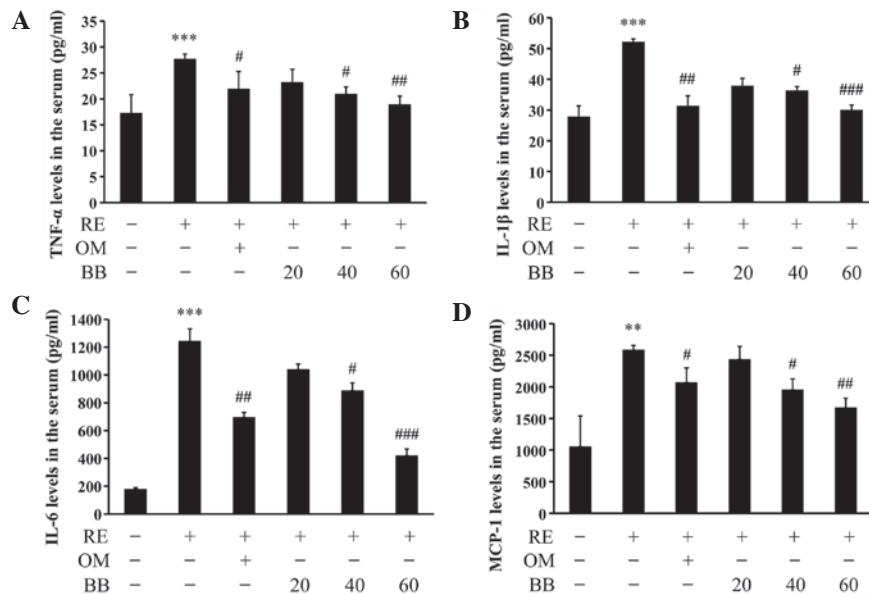 A
TNF-α levels in the serum (pg/ml)
35
30
25
20
15
10
5
0
*** # # ##
RE − + + + + +
OM − − + − − −
BB − − − 20 40 60
B
IL-1β levels in the serum (pg/ml)
60
50
40
30
20
10
0
*** ## # ###
RE − + + + + +
OM − − + − − −
BB − − − 20 40 60
C
IL-6 levels in the serum (pg/ml)
1400
1200
1000
800
600
400
200
0
*** ## # ###
RE − + + + + +
OM − − + − − −
BB − − − 20 40 60
D
MCP-1 levels in the serum (pg/ml)
3000
2500
2000
1500
1000
500
0
** # # ##
RE − + + + + +
OM − − + − − −
BB − − − 20 40 60